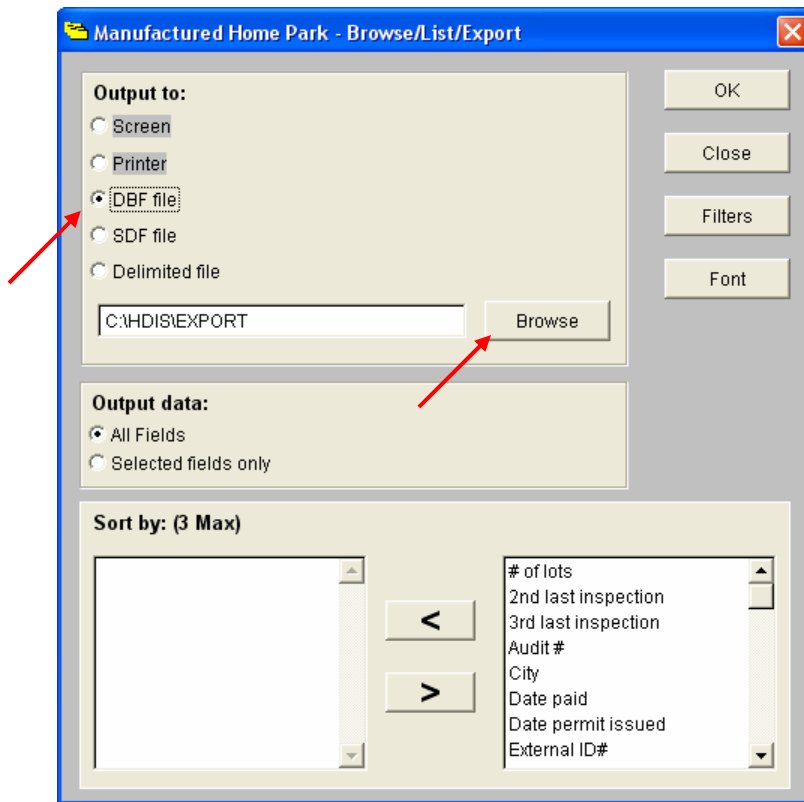 Manufactured Home Park - Browse/List/Export
Output to:
Screen
Printer
DBF file
SDF file
Delimited file
C:\HDIS\EXPORT
Browse
OK
Close
Filters
Font
Output data:
All Fields
Selected fields only
Sort by: (3 Max)
<
>
# of lots
2nd last inspection
3rd last inspection
Audit #
City
Date paid
Date permit issued
External ID#